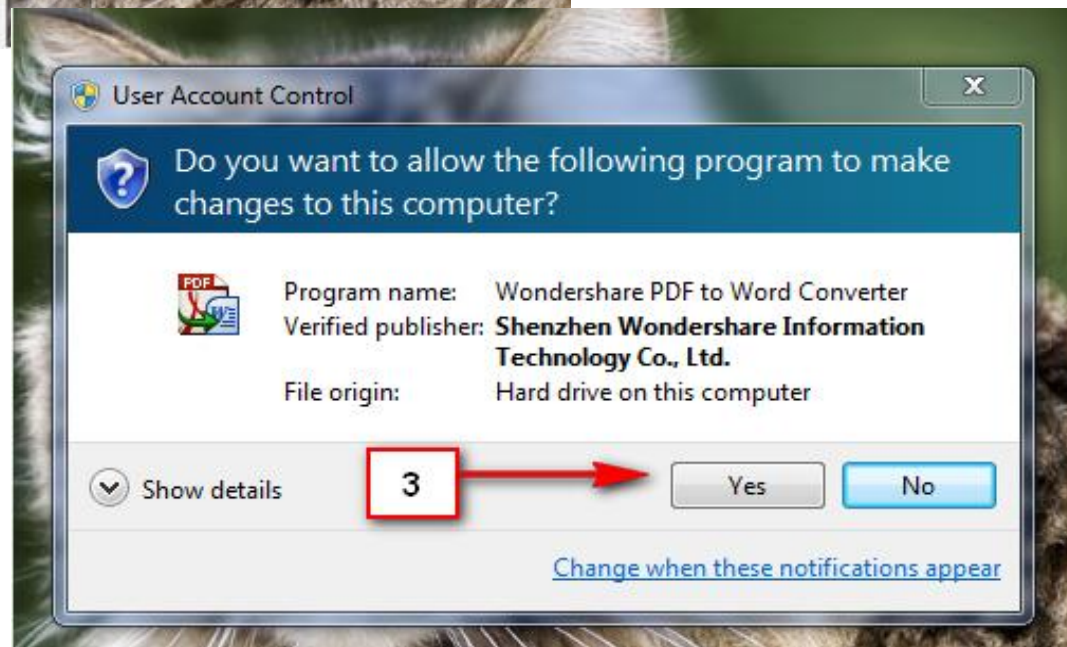 User Account Control
Do you want to allow the following program to make
changes to this computer?
PDF
W
Program name: Wondershare PDF to Word Converter
Verified publisher: Shenzhen Wondershare Information
Technology Co., Ltd.
File origin: Hard drive on this computer
Show details 3 Yes No
Change when these notifications appear